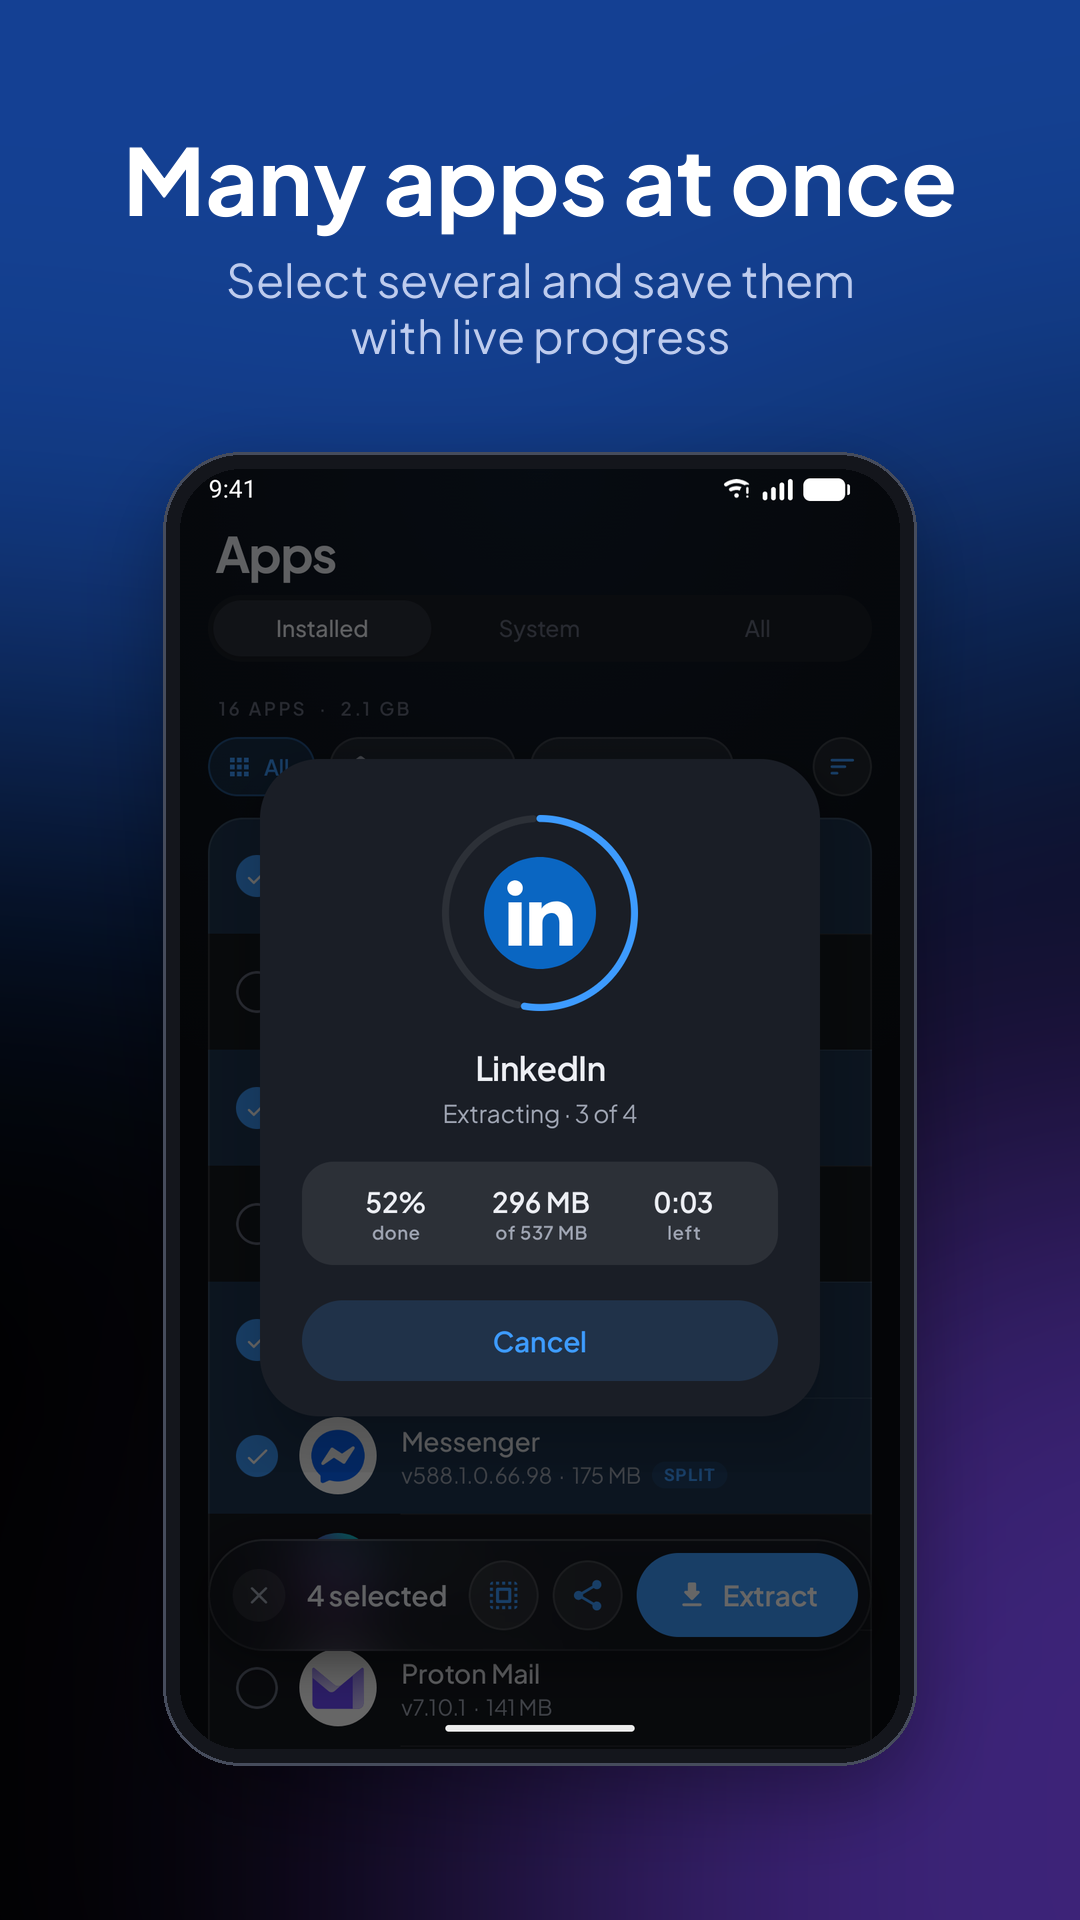 Many apps at once
Select several and save them
with live progress
9:41
Apps
Installed System All
16 APPS · 2.1 GB
All
in
LinkedIn
Extracting · 3 of 4
52% 296 MB 0:03
done of 537 MB left
Cancel
Messenger
v588.1.0.66.98 · 175 MB SPLIT
4 selected Extract
Proton Mail
v7.10.1 · 141 MB